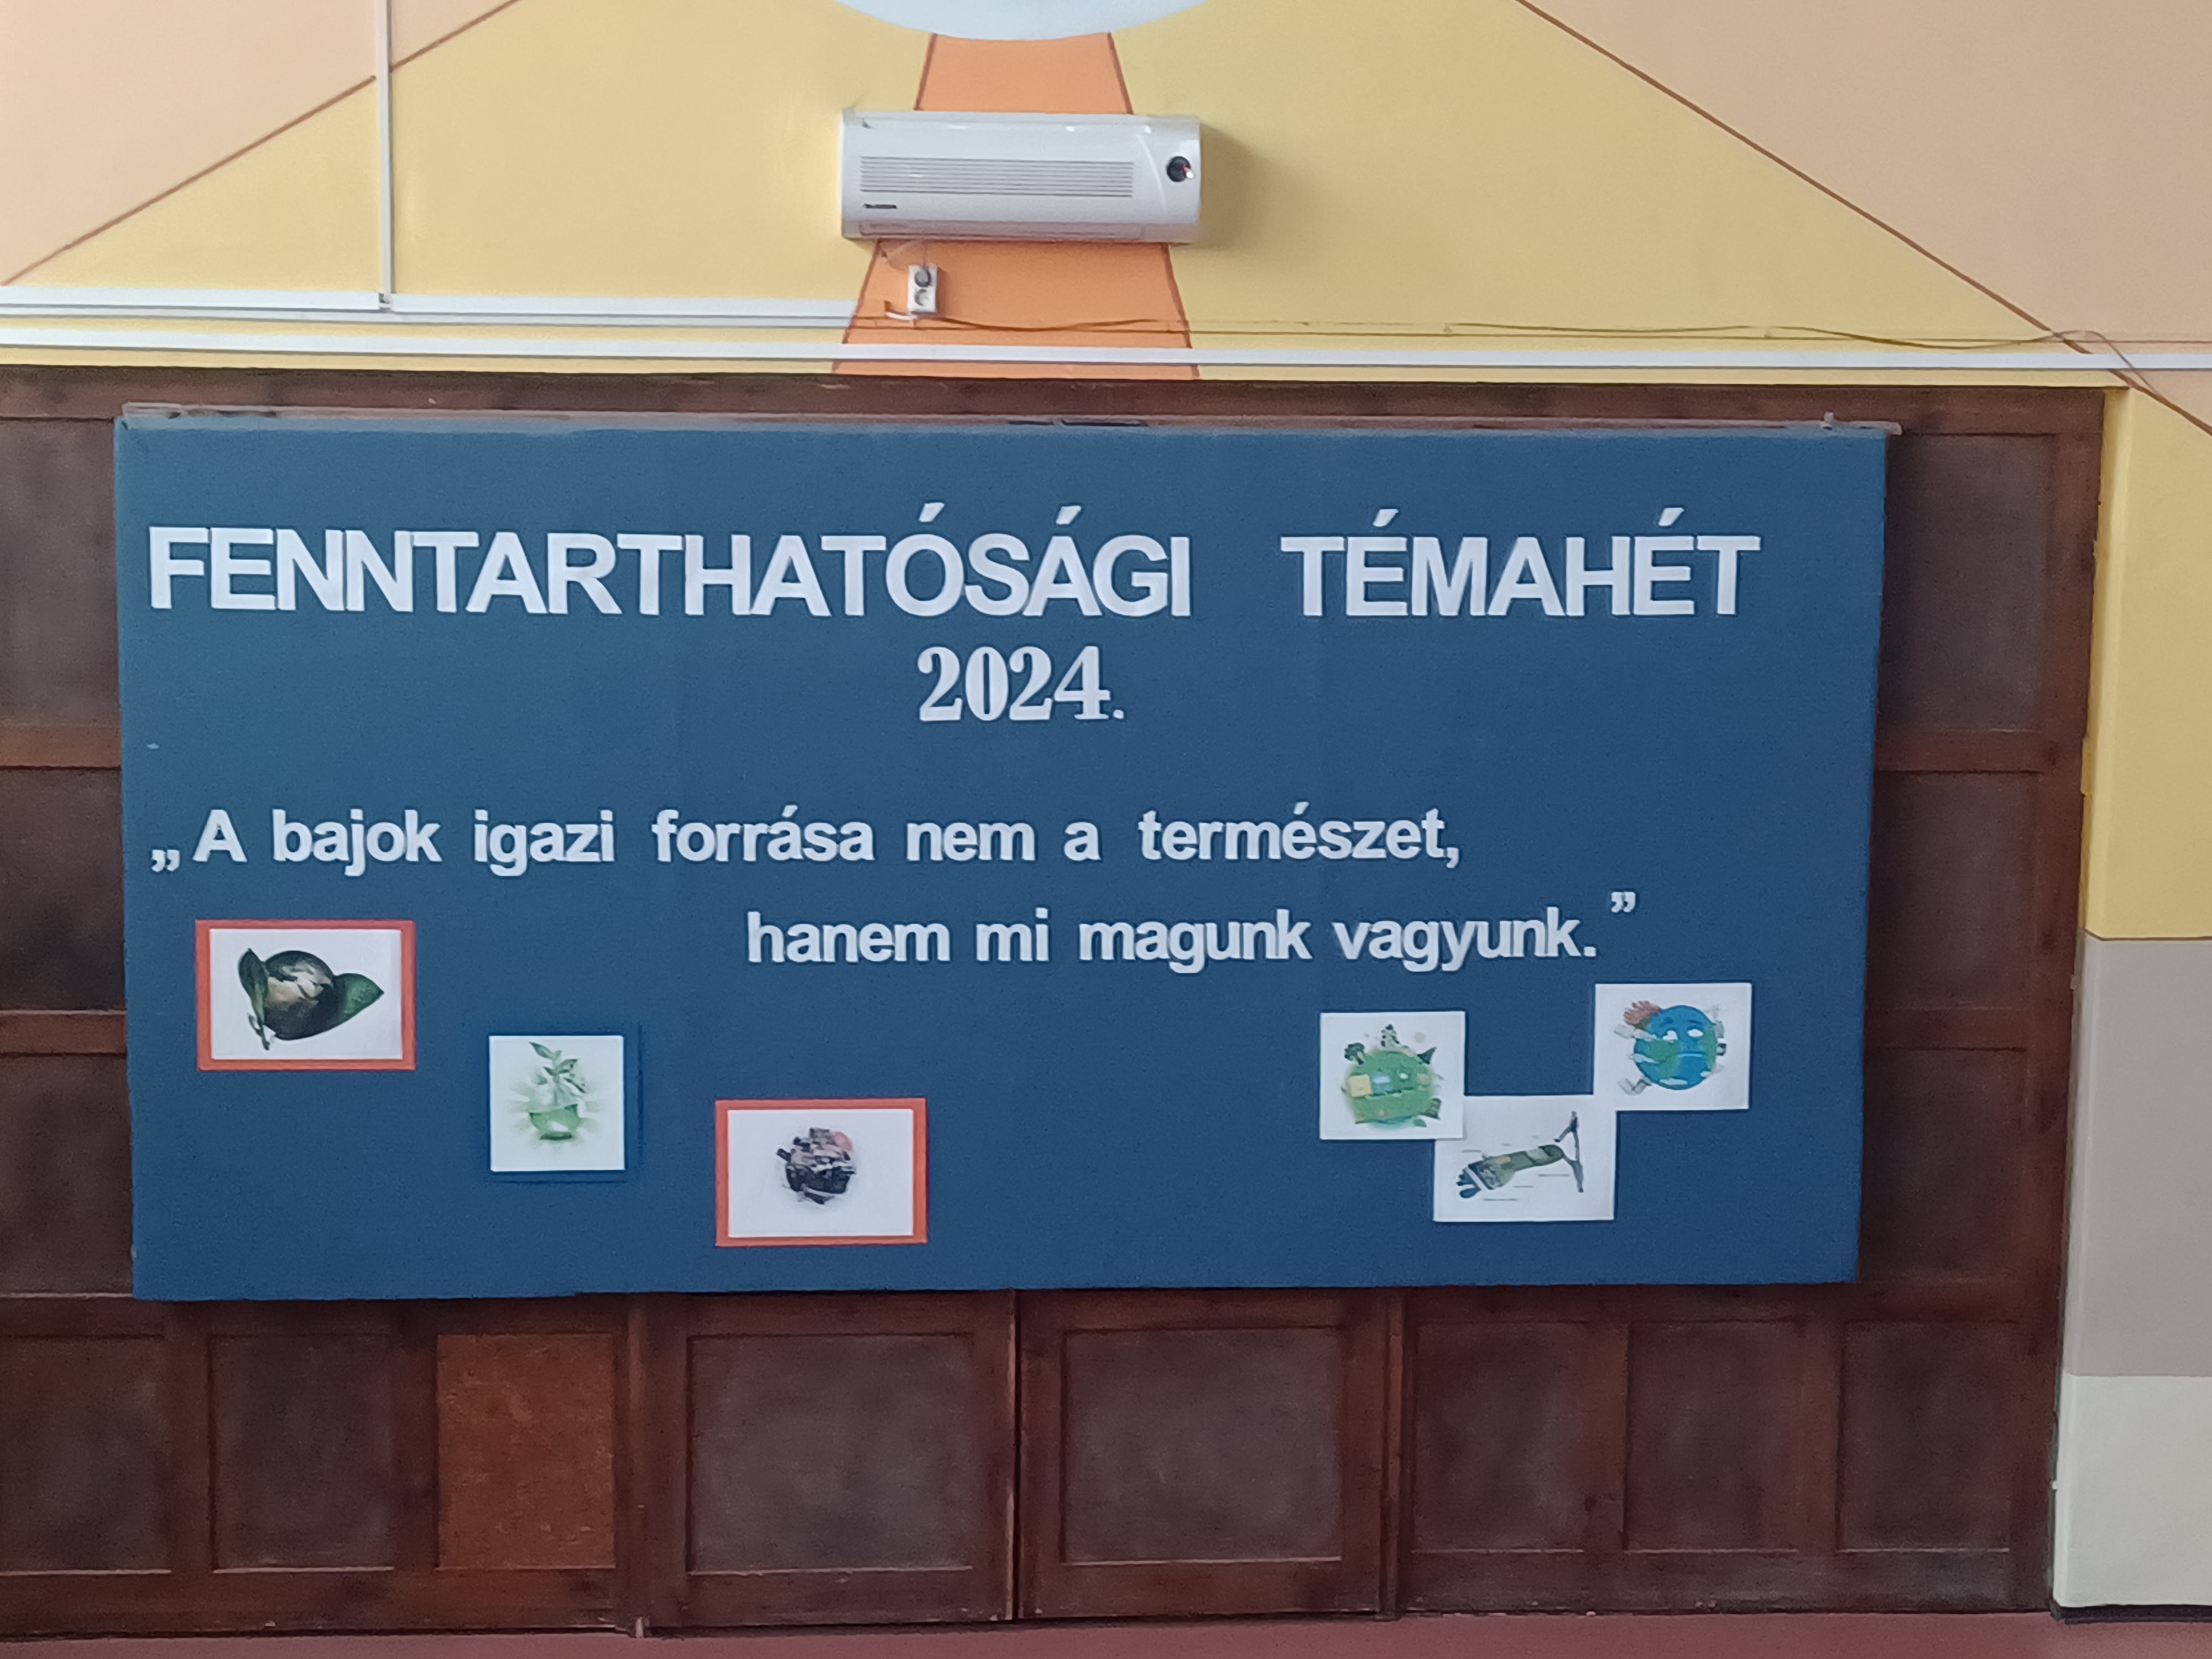 FENNTARTHATÓSÁGI TÉMAHÉT
2024.
„A bajok igazi forrása nem a természet,
hanem mi magunk vagyunk.”